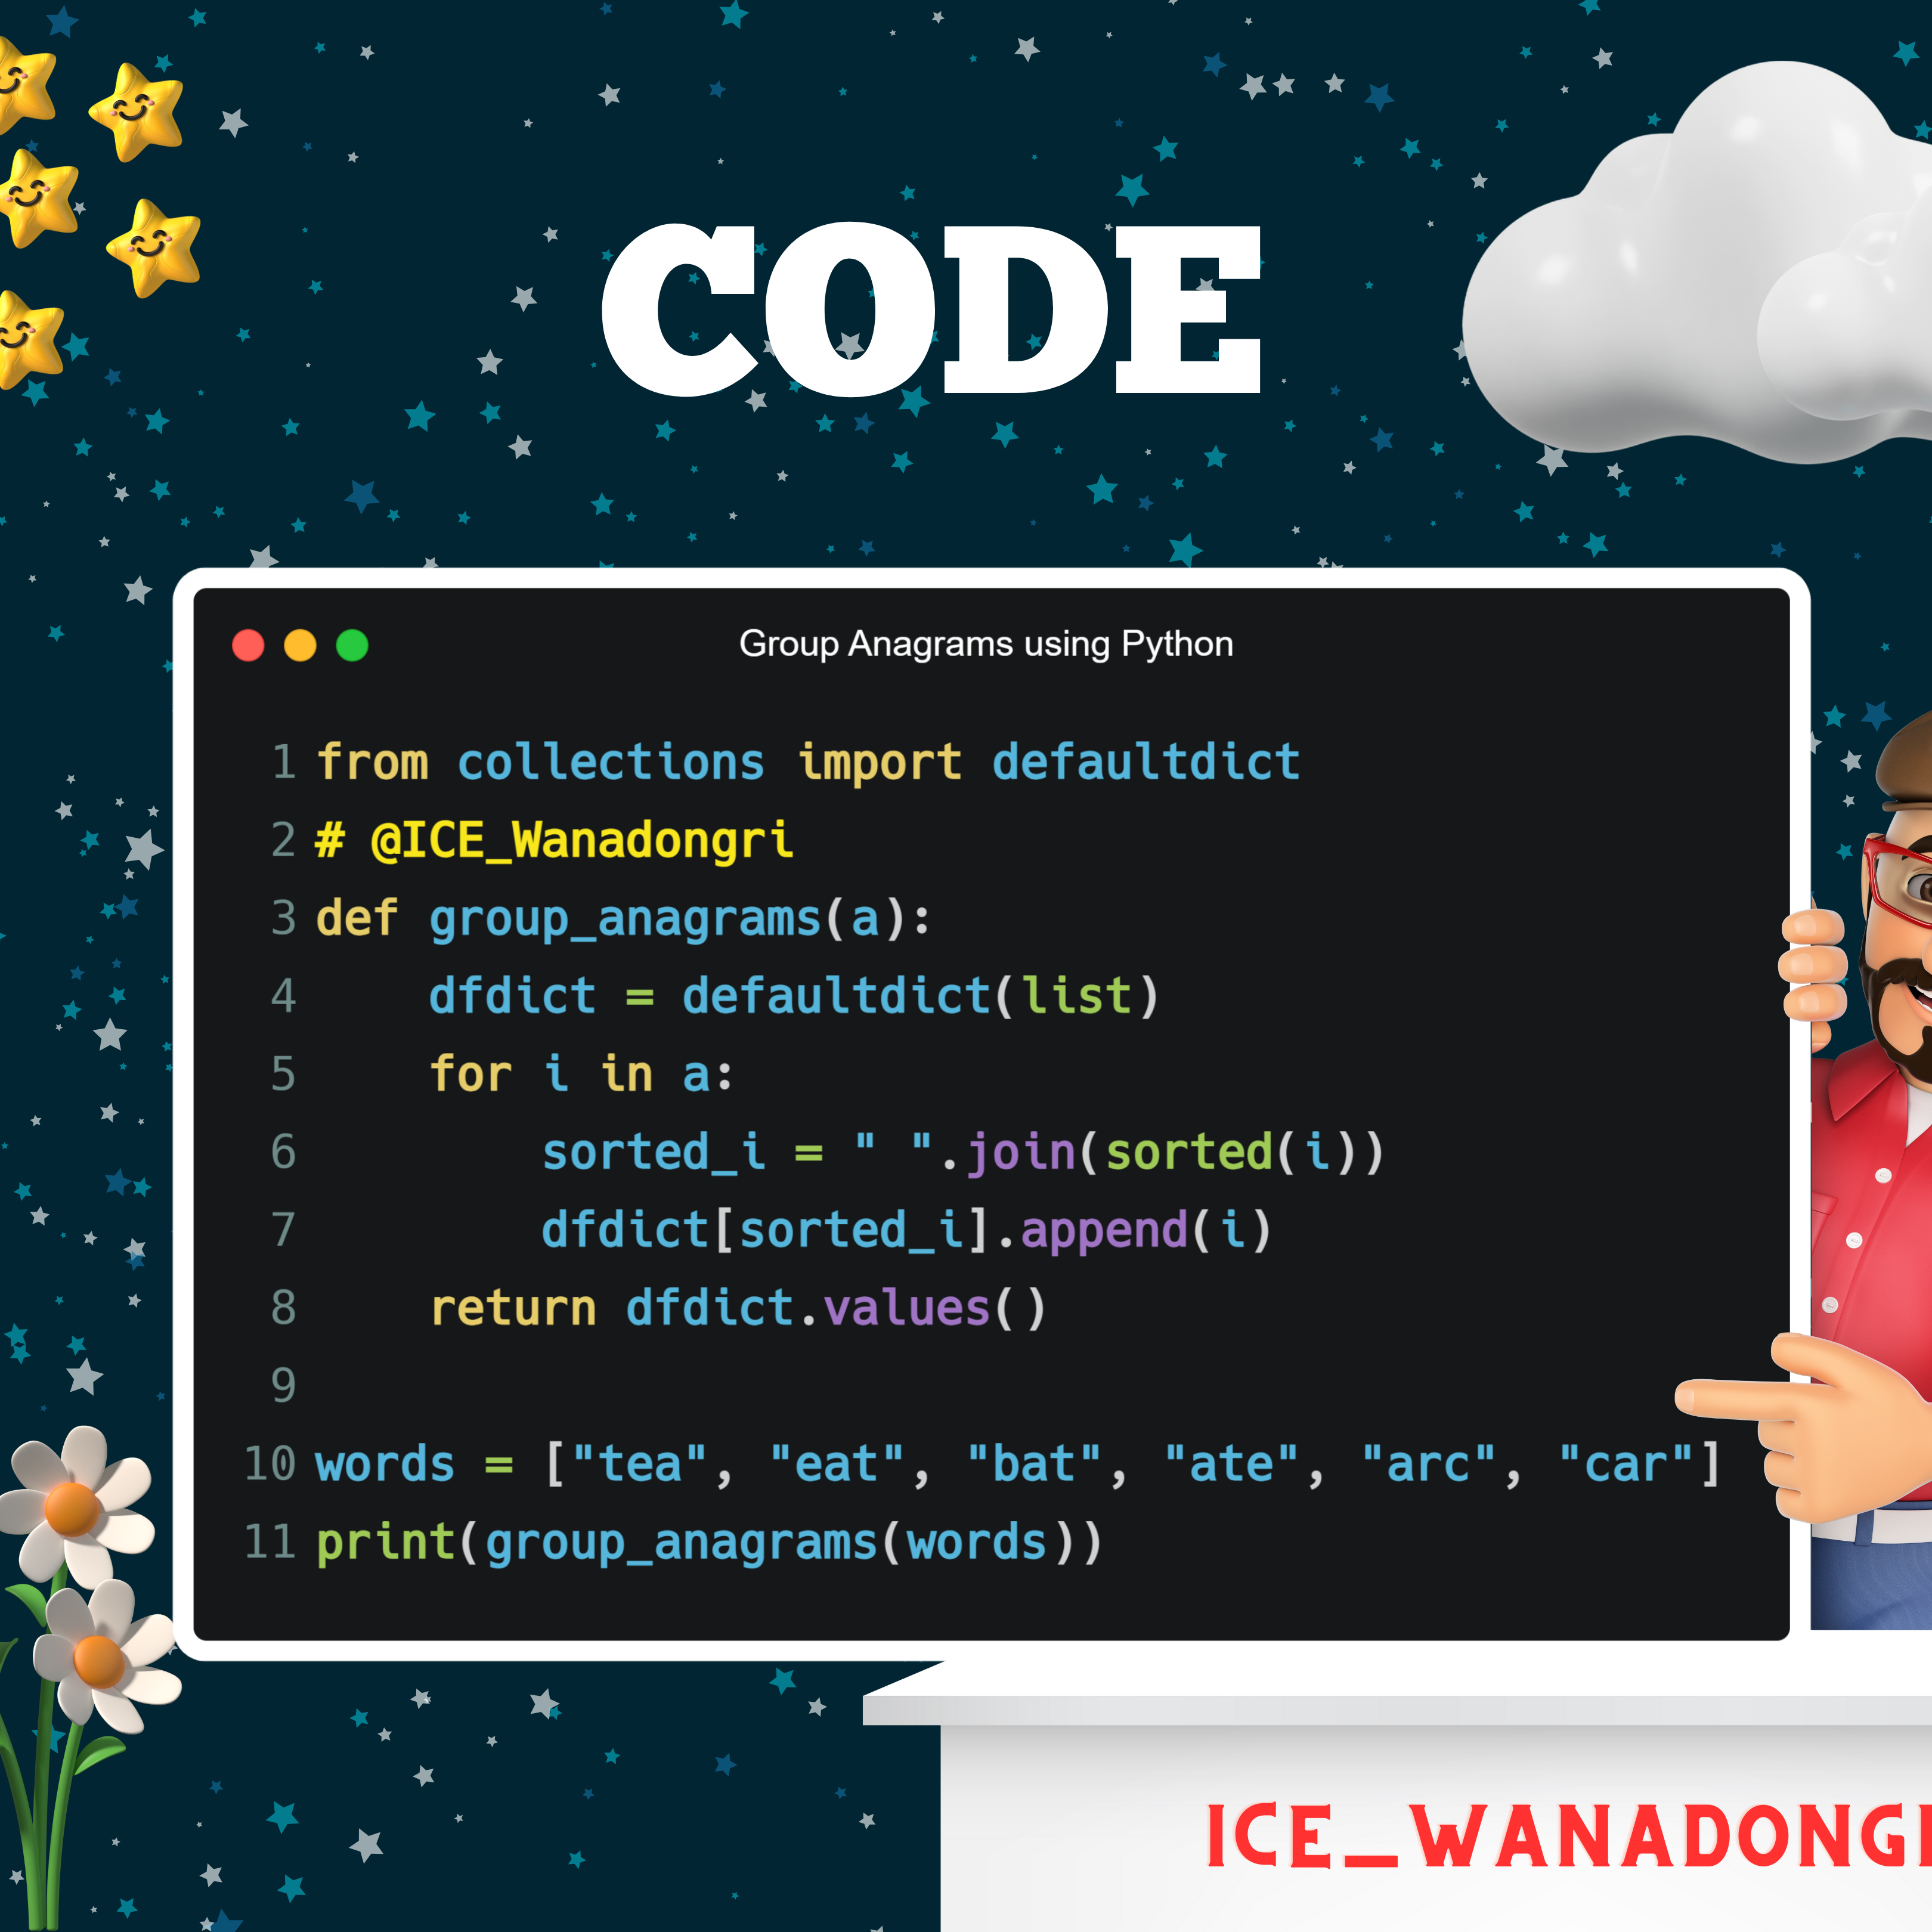 CODE
Group Anagrams using Python
1 from collections import defaultdict
2 # @ICE_Wanadongri
3 def group_anagrams(a):
4     dfdict = defaultdict(list)
5     for i in a:
6         sorted_i = " ".join(sorted(i))
7         dfdict[sorted_i].append(i)
8     return dfdict.values()
9
10 words = ["tea", "eat", "bat", "ate", "arc", "car"]
11 print(group_anagrams(words))